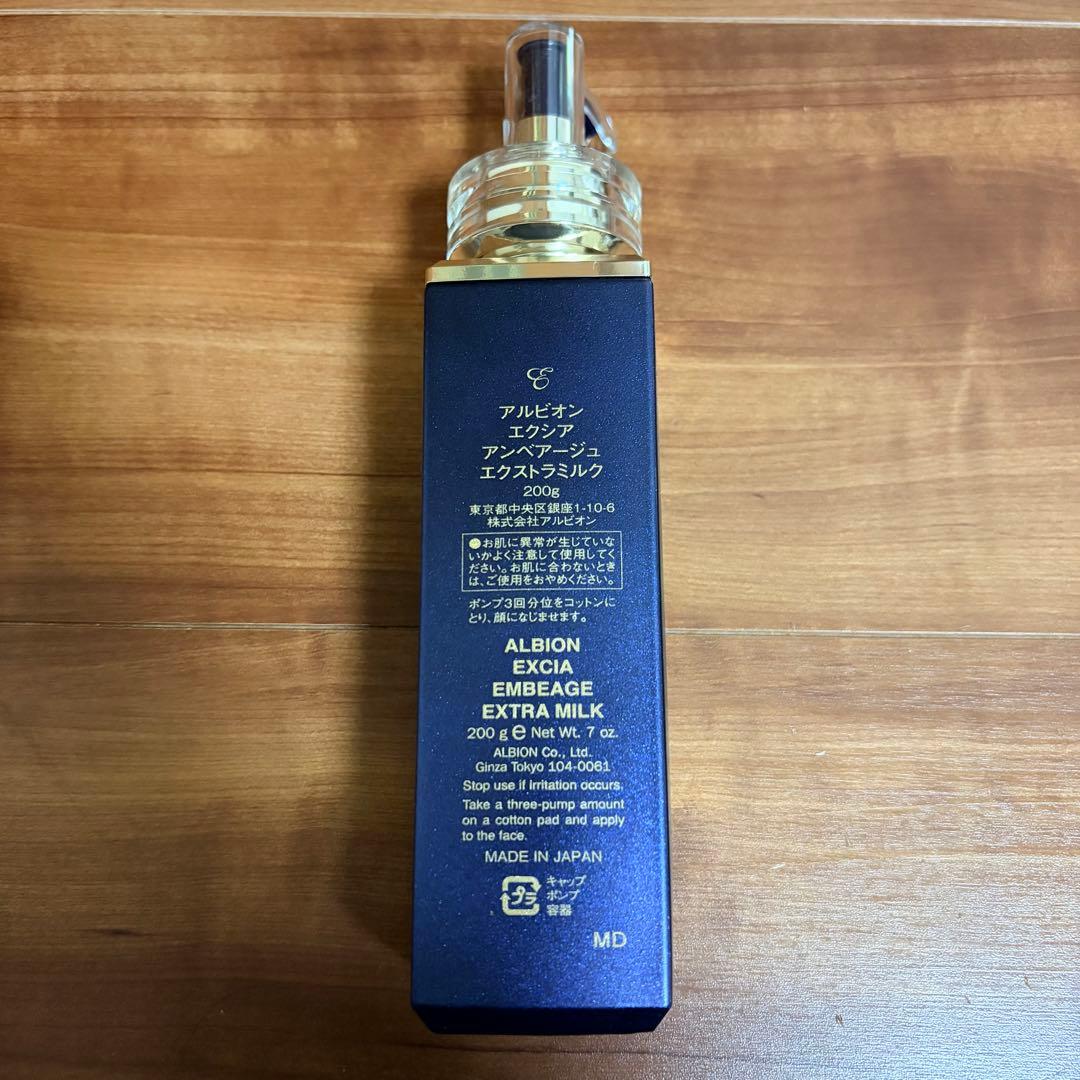 E
アルビオン
エクシア
アンベアージュ
エクストラミルク
200g
東京都中央区銀座1-10-6
株式会社アルビオン
●お肌に異常が生じていな
いかよく注意して使用してく
ださい。お肌に合わないとき
は、ご使用をおやめください。
ポンプ3回分位をコットンに
とり、顔になじませます。
ALBION
EXCIA
EMBEAGE
EXTRA MILK
200 g e Net Wt. 7 oz.
ALBION Co., Ltd.
Ginza Tokyo 104-0061
Stop use if irritation occurs.
Take a three-pump amount
on a cotton pad and apply
to the face.
MADE IN JAPAN
プラ
キャップ
ポンプ
容器
MD